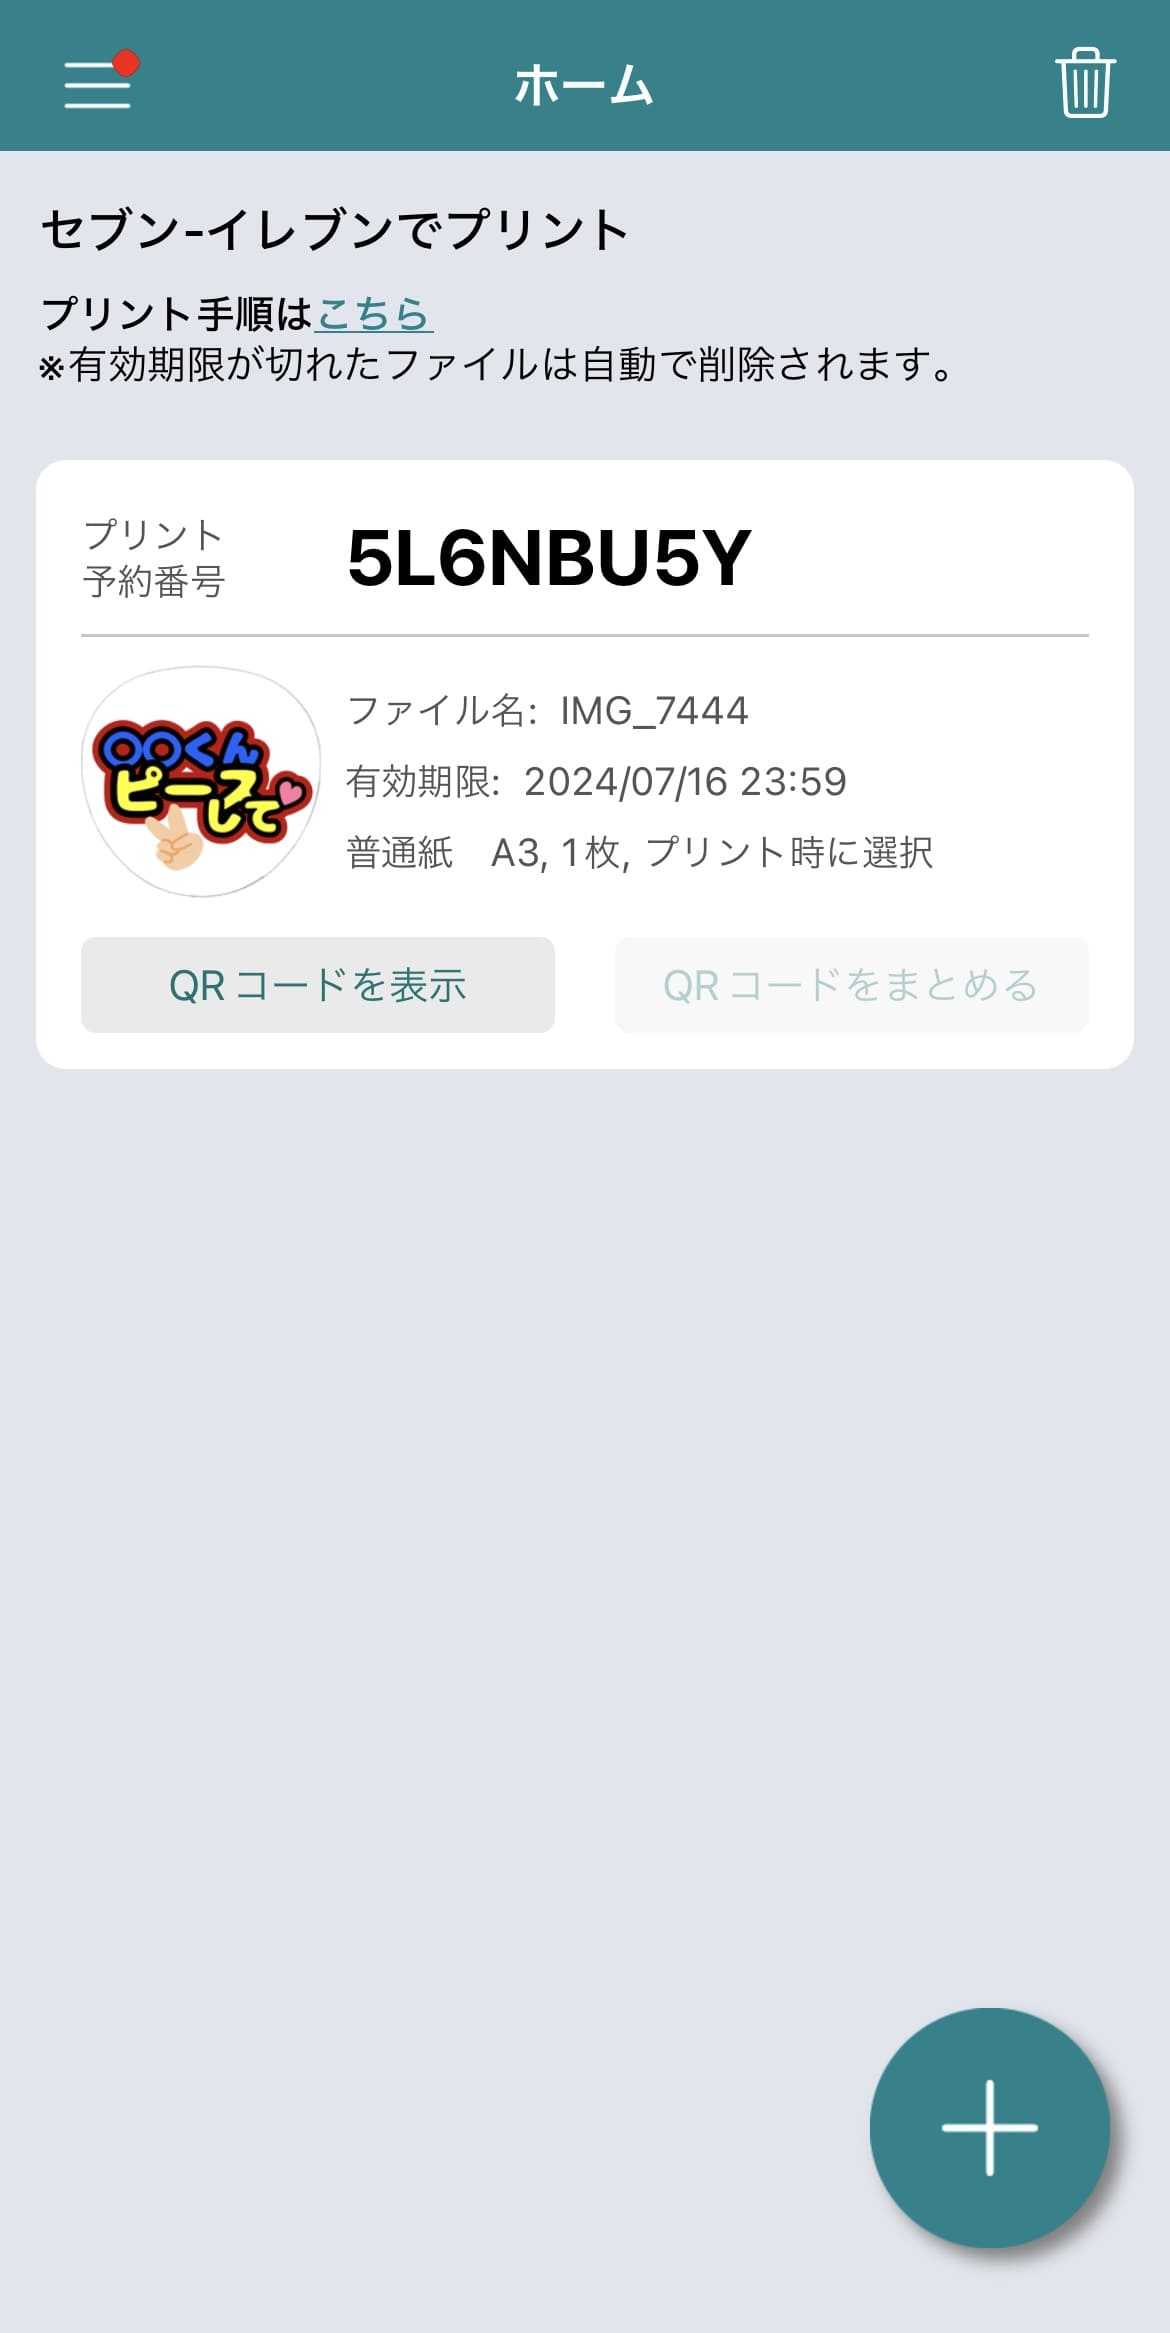 ホーム
セブン-イレブンでプリント
プリント手順はこちら
※有効期限が切れたファイルは自動で削除されます。
プリント
予約番号
5L6NBU5Y
〇〇くん
ピース
して
ファイル名: IMG_7444
有効期限: 2024/07/16 23:59
普通紙 A3, 1枚, プリント時に選択
QRコードを表示
QRコードをまとめる